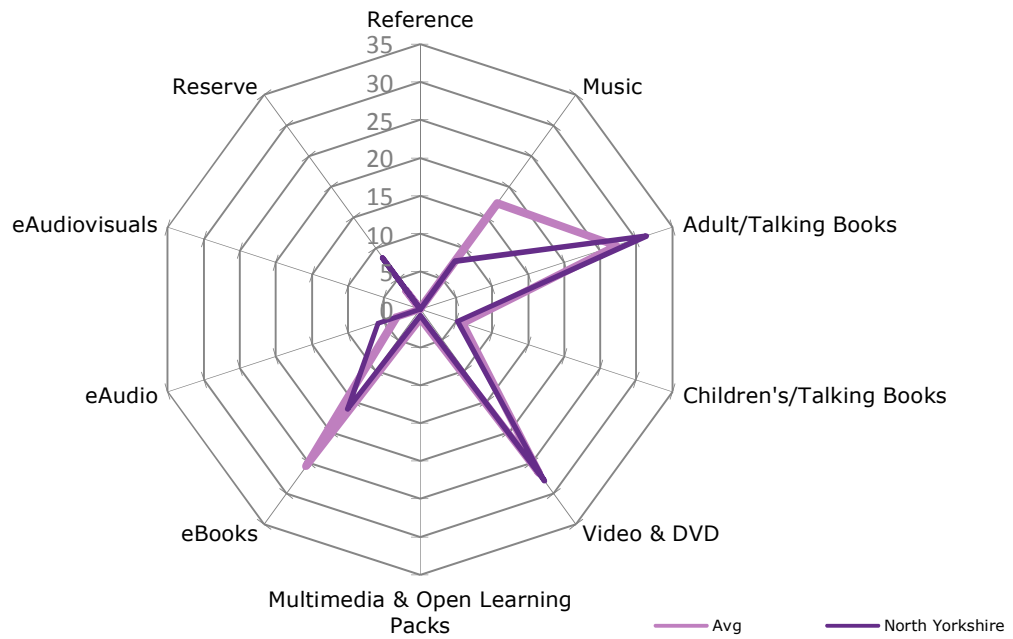 Reference
35
30
25
20
15
10
5
0
Music
Adult/Talking Books
Children's/Talking Books
Video & DVD
Multimedia & Open Learning
Packs
eBooks
eAudio
eAudiovisuals
Reserve
Avg
North Yorkshire